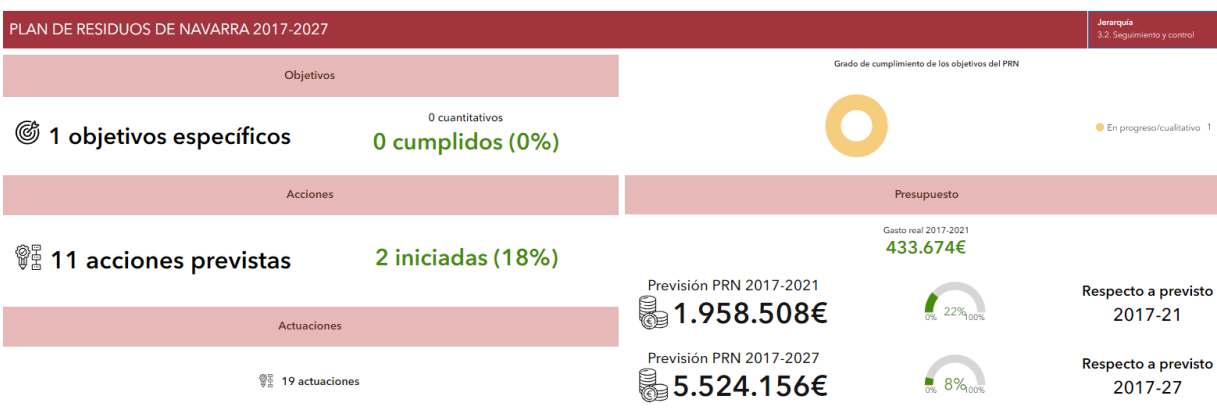 PLAN DE RESIDUOS DE NAVARRA 2017-2027
Jerarquía
3.2. Seguimiento y control
Objetivos
1 objetivos específicos
0 cuantitativos
0 cumplidos (0%)
Grado de cumplimiento de los objetivos del PRN
En progreso/cualitativo 1
Acciones
11 acciones previstas
2 iniciadas (18%)
Actuaciones
19 actuaciones
Presupuesto
Gasto real 2017-2021
433.674€
Previsión PRN 2017-2021
1.958.508€
22%
0% 100%
Respecto a previsto
2017-21
Previsión PRN 2017-2027
5.524.156€
8%
0% 100%
Respecto a previsto
2017-27